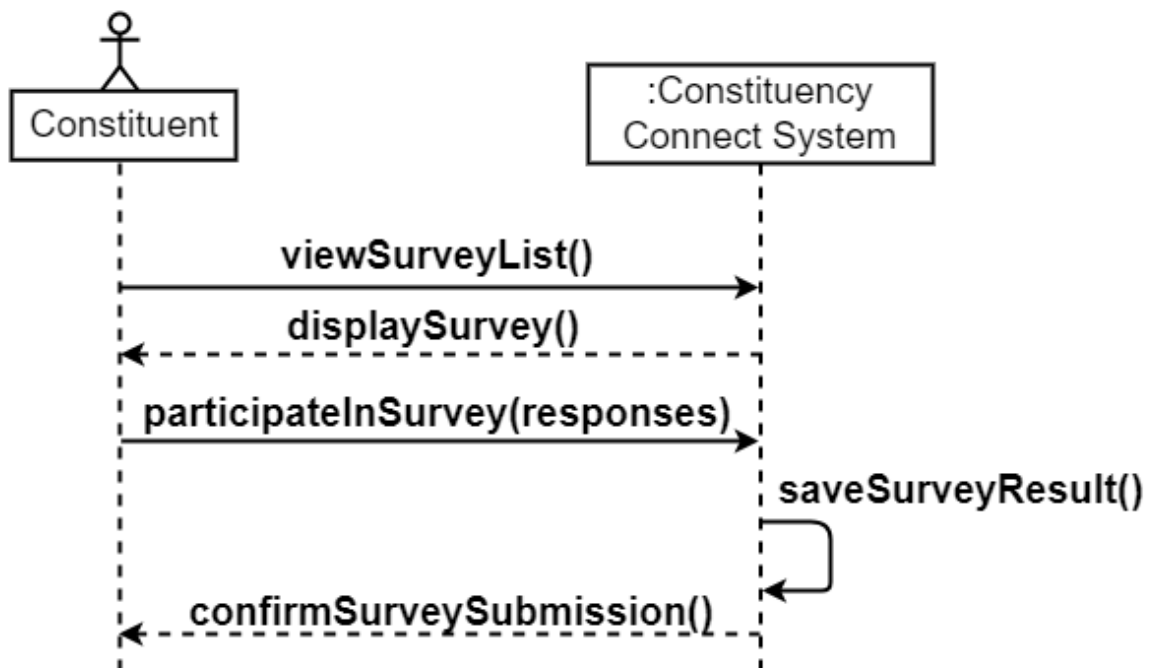 Constituent
:Constituency
Connect System
viewSurveyList()
displaySurvey()
participateInSurvey(responses)
saveSurveyResult()
confirmSurveySubmission()